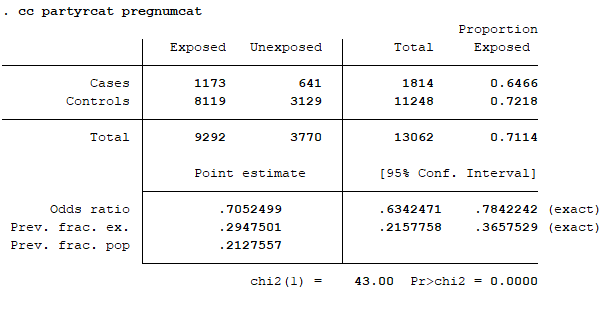 . cc partyrcat pregnumcat
Proportion
Exposed Unexposed Total Exposed
Cases 1173 641 1814 0.6466
Controls 8119 3129 11248 0.7218
Total 9292 3770 13062 0.7114
Point estimate [95% Conf. Interval]
Odds ratio .7052499 .6342471 .7842242 (exact)
Prev. frac. ex. .2947501 .2157758 .3657529 (exact)
Prev. frac. pop .2127557
chi2(1) = 43.00 Pr>chi2 = 0.0000